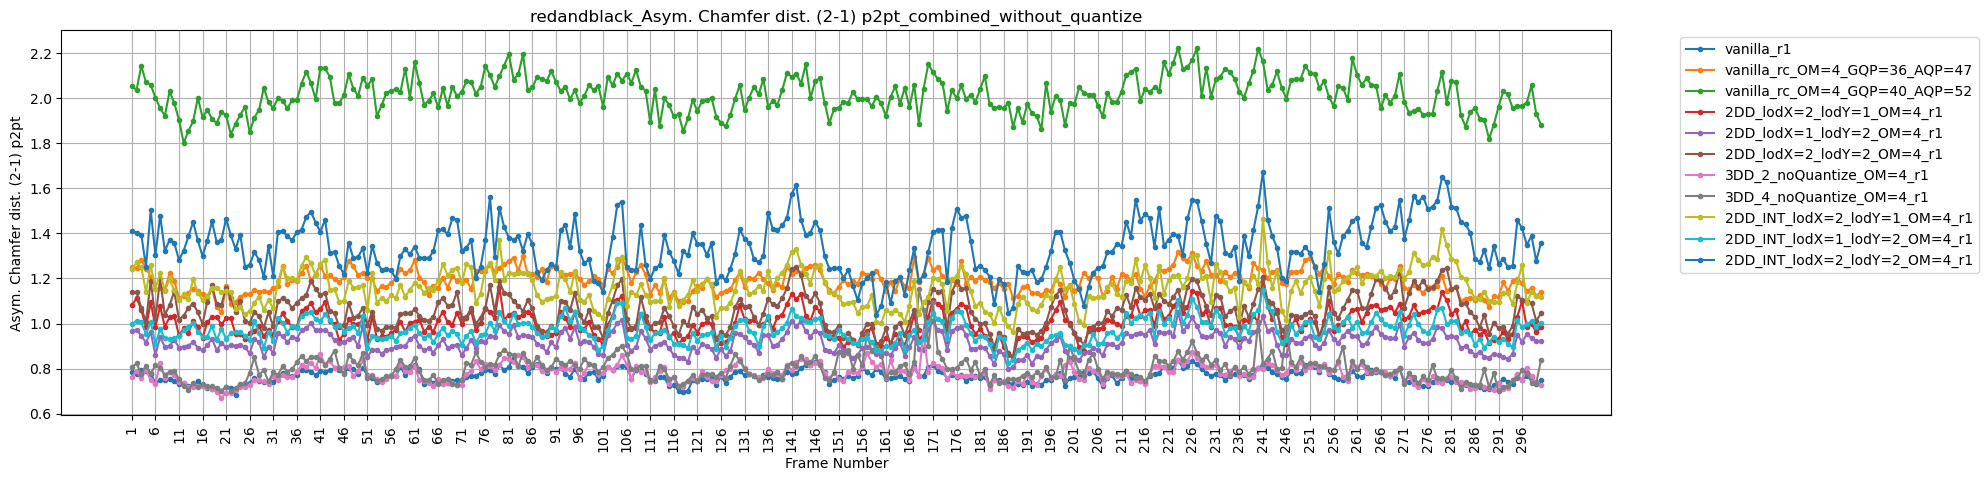 redandblack_Asym. Chamfer dist. (2-1) p2pt_combined_without_quantize
Asym. Chamfer dist. (2-1) p2pt
2.2
2.0
1.8
1.6
1.4
1.2
1.0
0.8
0.6
1 6 11 16 21 26 31 36 41 46 51 56 61 66 71 76 81 86 91 96 101 106 111 116 121 126 131 136 141 146 151 156 161 166 171 176 181 186 191 196 201 206 211 216 221 226 231 236 241 246 251 256 261 266 271 276 281 286 291 296
Frame Number
vanilla_r1
vanilla_rc_OM=4_GQP=36_AQP=47
vanilla_rc_OM=4_GQP=40_AQP=52
2DD_lodX=2_lodY=1_OM=4_r1
2DD_lodX=1_lodY=2_OM=4_r1
2DD_lodX=2_lodY=2_OM=4_r1
3DD_2_noQuantize_OM=4_r1
3DD_4_noQuantize_OM=4_r1
2DD_INT_lodX=2_lodY=1_OM=4_r1
2DD_INT_lodX=1_lodY=2_OM=4_r1
2DD_INT_lodX=2_lodY=2_OM=4_r1